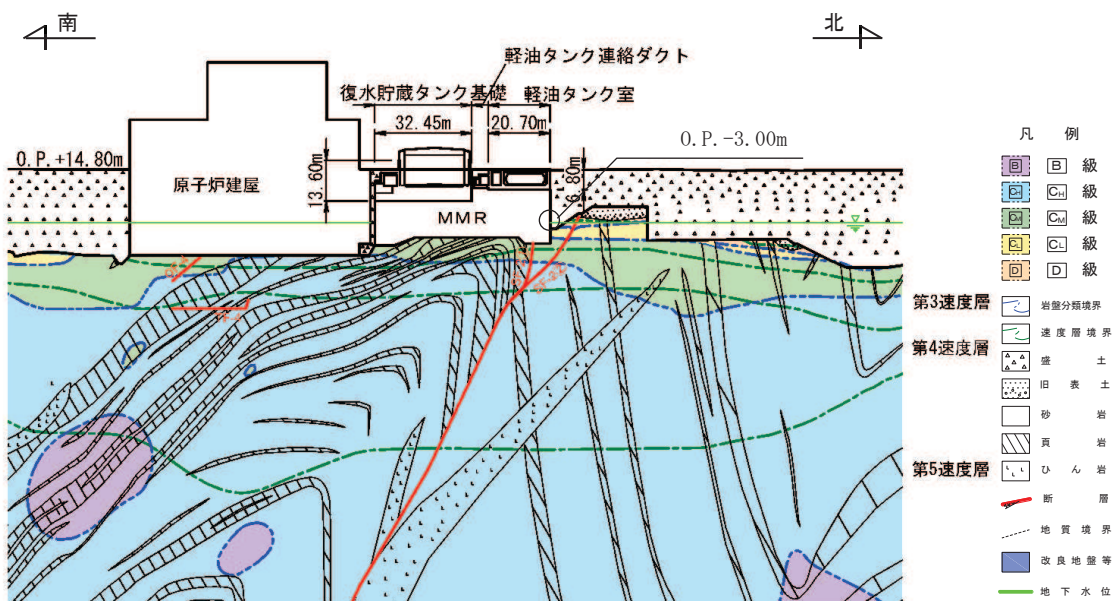 南
北
軽油タンク連絡ダクト
復水貯蔵タンク基礎
軽油タンク室
32.45m
20.70m
O.P.-3.00m
O.P.+14.80m
13.60m
6.80m
原子炉建屋
MMR
凡 例
B B 級
CH CH 級
CM CM 級
CL CL 級
D D 級
第3速度層
岩盤分類境界
速度層境界
第4速度層
盛 土
旧 表 土
砂 岩
頁 岩
第5速度層
ひ ん 岩
断 層
地 質 境 界
改 良 地 盤 等
地 下 水 位